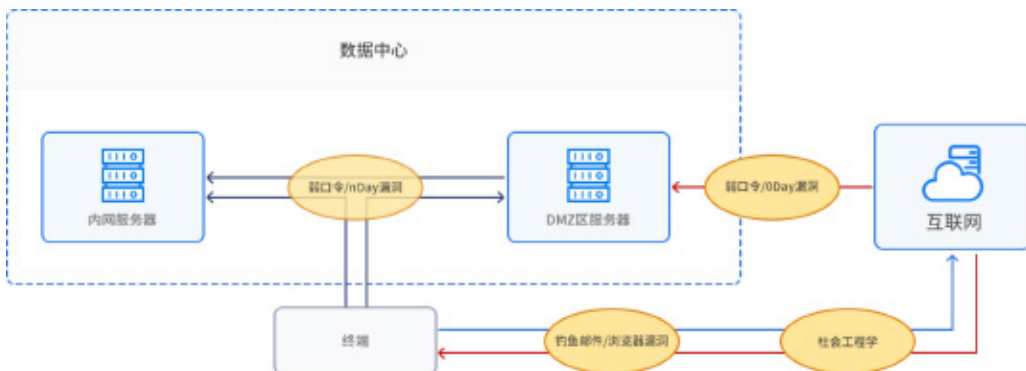 数据中心
弱口令/nDay漏洞
弱口令/0Day漏洞
内网服务器
DMZ区服务器
互联网
终端
钓鱼邮件/浏览器漏洞
社会工程学